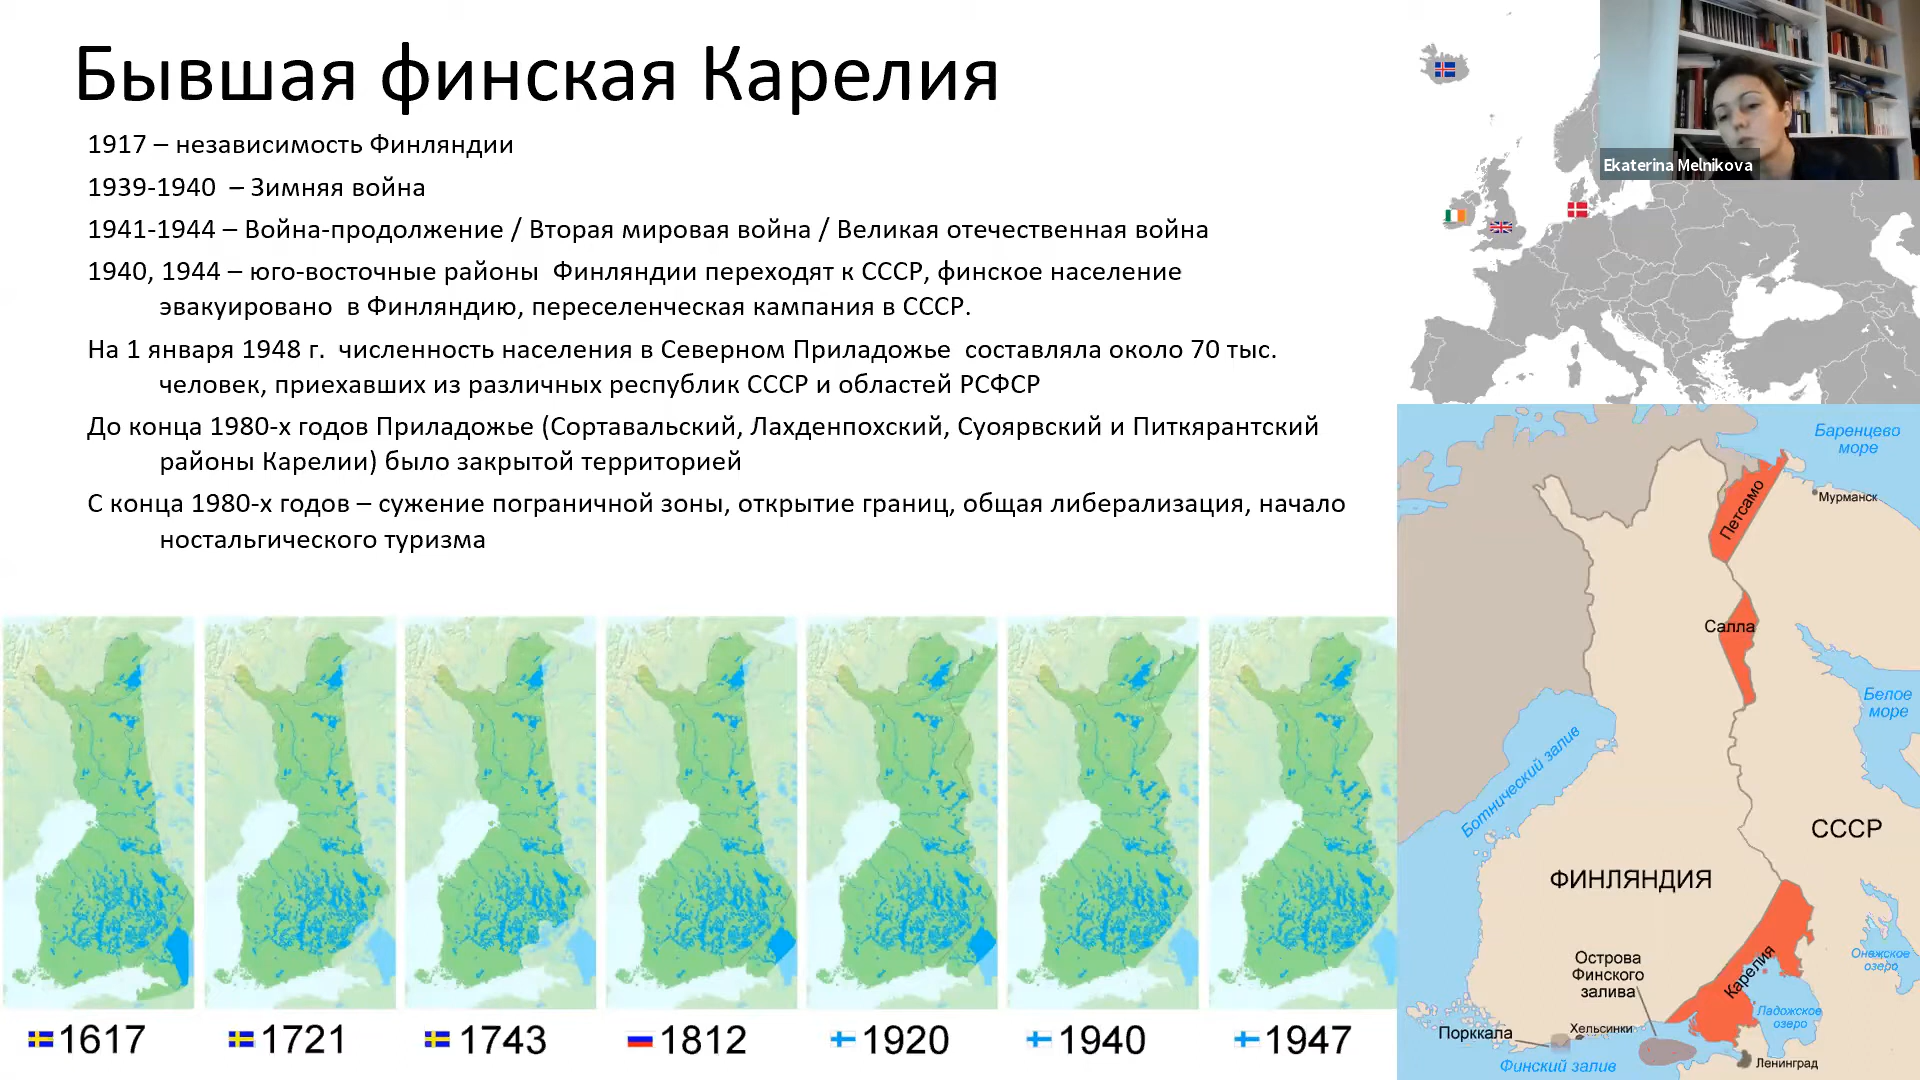 Бывшая финская Карелия
1917 – независимость Финляндии
1939-1940 – Зимняя война
1941-1944 – Война-продолжение / Вторая мировая война / Великая отечественная война
1940, 1944 – юго-восточные районы Финляндии переходят к СССР, финское население
эвакуировано в Финляндию, переселенческая кампания в СССР.
На 1 января 1948 г. численность населения в Северном Приладожье составляла около 70 тыс.
человек, приехавших из различных республик СССР и областей РСФСР
До конца 1980-х годов Приладожье (Сортавальский, Лахденпохский, Суоярвский и Питкярантский
районы Карелии) было закрытой территорией
С конца 1980-х годов – сужение пограничной зоны, открытие границ, общая либерализация, начало
ностальгического туризма
1617
1721
1743
1812
1920
1940
1947
Ekaterina Melnikova
Баренцево
море
Мурманск
Петсамо
Салла
Белое
море
Ботнический залив
СССР
ФИНЛЯНДИЯ
Карелия
Онежское
озеро
Острова
Финского
залива
Ладожское
озеро
Порккала
Хельсинки
Финский залив
Ленинград